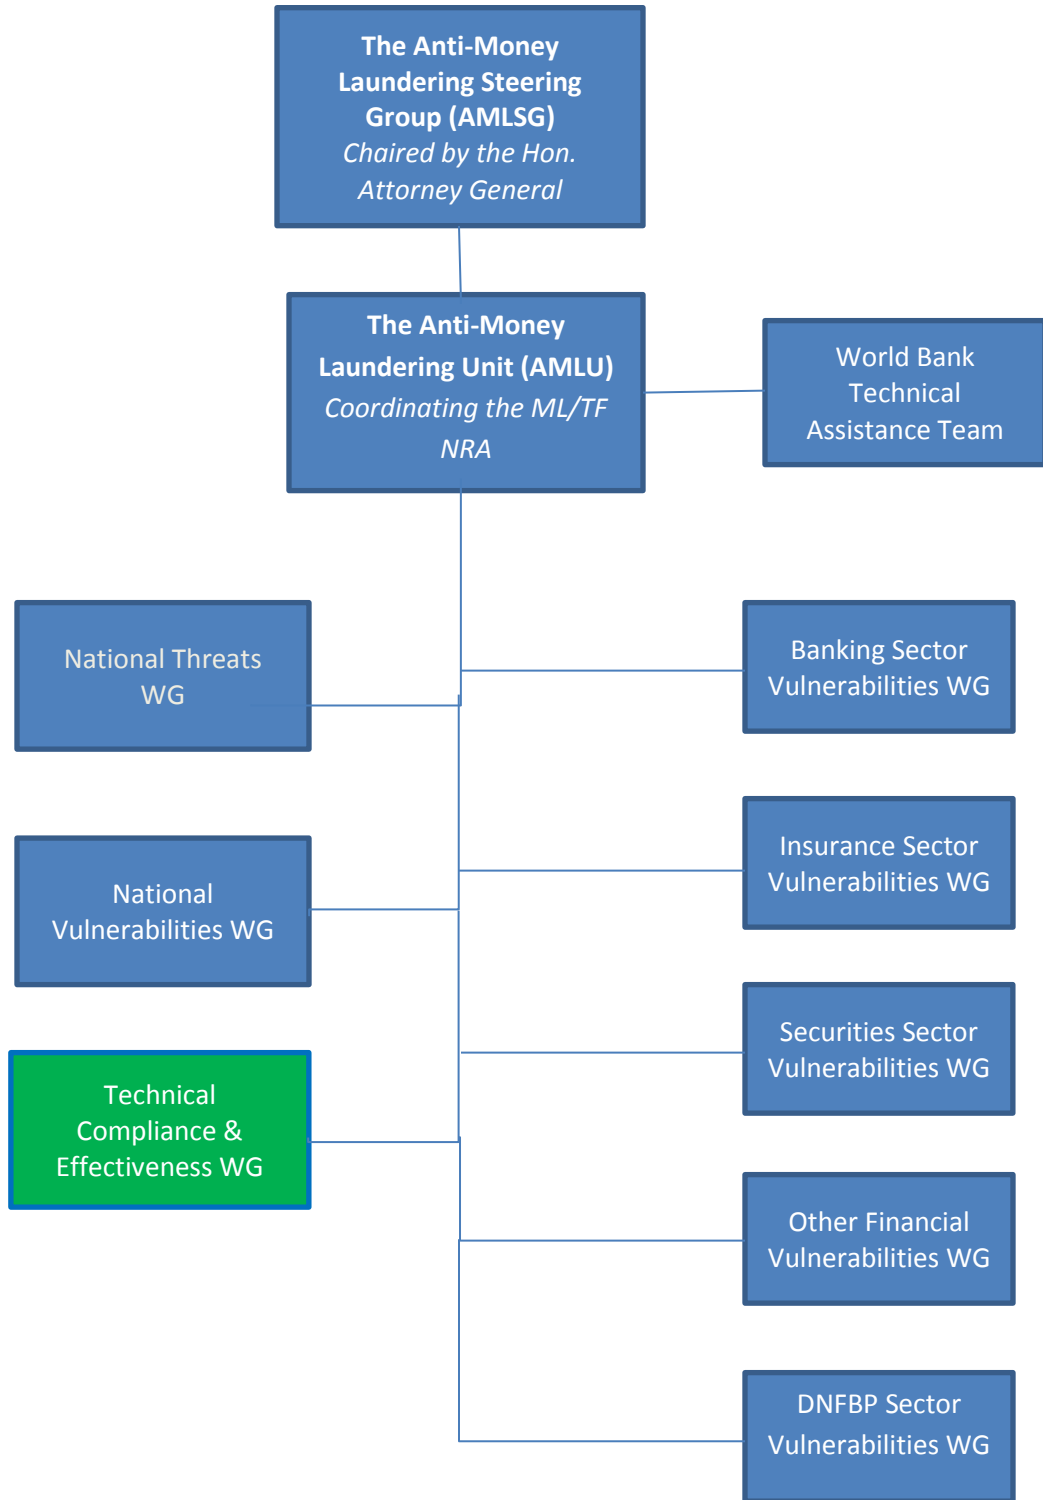 The Anti-Money
Laundering Steering
Group (AMLSG)
Chaired by the Hon.
Attorney General
The Anti-Money
Laundering Unit (AMLU)
Coordinating the ML/TF
NRA
World Bank
Technical
Assistance Team
National Threats
WG
Banking Sector
Vulnerabilities WG
National
Vulnerabilities WG
Insurance Sector
Vulnerabilities WG
Technical
Compliance &
Effectiveness WG
Securities Sector
Vulnerabilities WG
Other Financial
Vulnerabilities WG
DNFBP Sector
Vulnerabilities WG